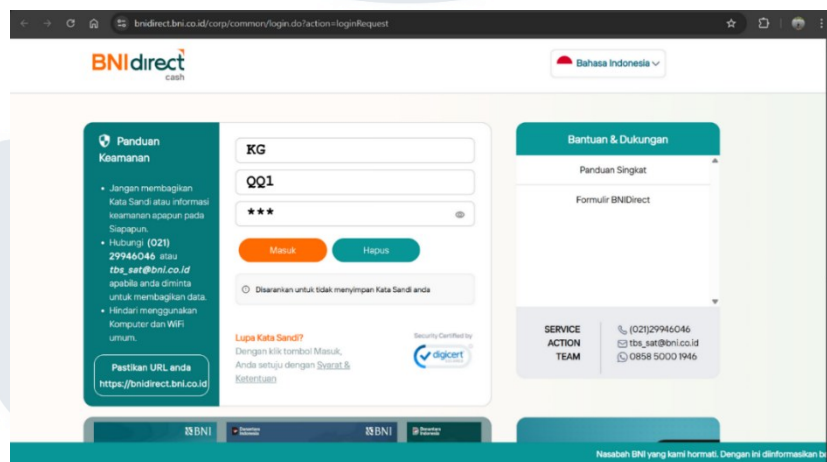 bnidirect.bni.co.id/corp/common/login.do?action=loginRequest
BNIdirect
cash
Bahasa Indonesia
Panduan
Keamanan
• Jangan membagikan
Kata Sandi atau informasi
keamanan apapun pada
Siapapun.
• Hubungi (021)
29946046 atau
tbs_sat@bni.co.id
apabila anda diminta
untuk membagikan data.
• Hindari menggunakan
Komputer dan WiFi
umum.
Pastikan URL anda
https://bnidirect.bni.co.id
KG
QQ1
***
Masuk
Hapus
Disarankan untuk tidak menyimpan Kata Sandi anda
Lupa Kata Sandi?
Dengan klik tombol Masuk,
Anda setuju dengan Syarat &
Ketentuan
Security Certified by
digicert
Bantuan & Dukungan
Panduan Singkat
Formulir BNIDirect
SERVICE
ACTION
TEAM
(021)29946046
tbs_sat@bni.co.id
0858 5000 1946
BNI
Danantara
Indonesia
BNI
Danantara
Indonesia
Nasabah BNI yang kami hormati. Dengan ini diinformasikan